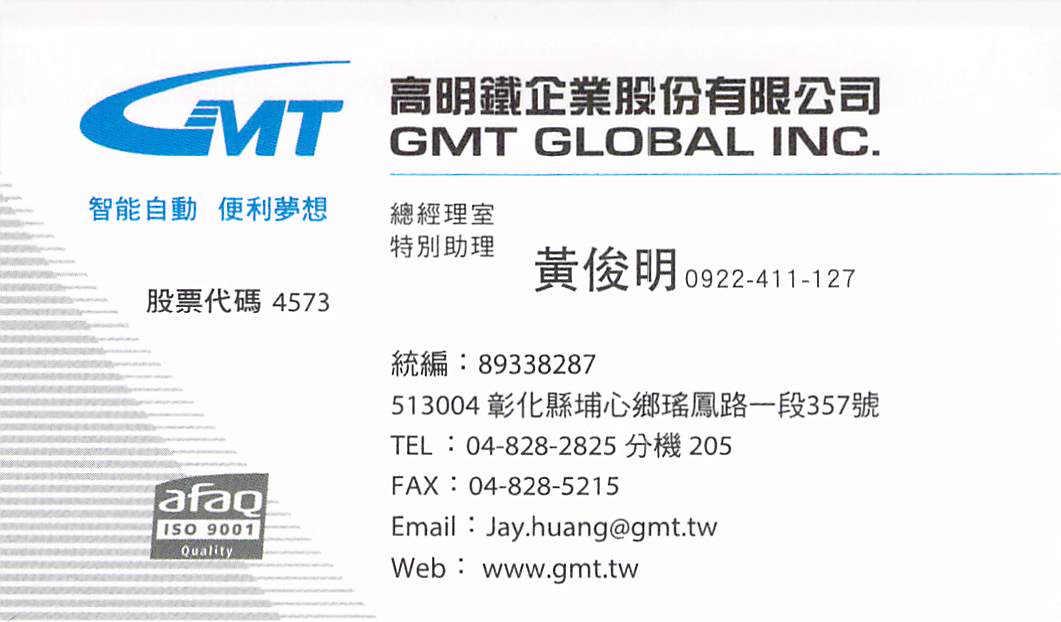 GMT
智能自動 便利夢想
股票代碼 4573
afaq
ISO 9001
Quality
高明鐵企業股份有限公司
GMT GLOBAL INC.
總經理室
特別助理
黃俊明 0922-411-127
統編：89338287
513004 彰化縣埔心鄉瑤鳳路一段357號
TEL：04-828-2825 分機 205
FAX：04-828-5215
Email：Jay.huang@gmt.tw
Web： www.gmt.tw